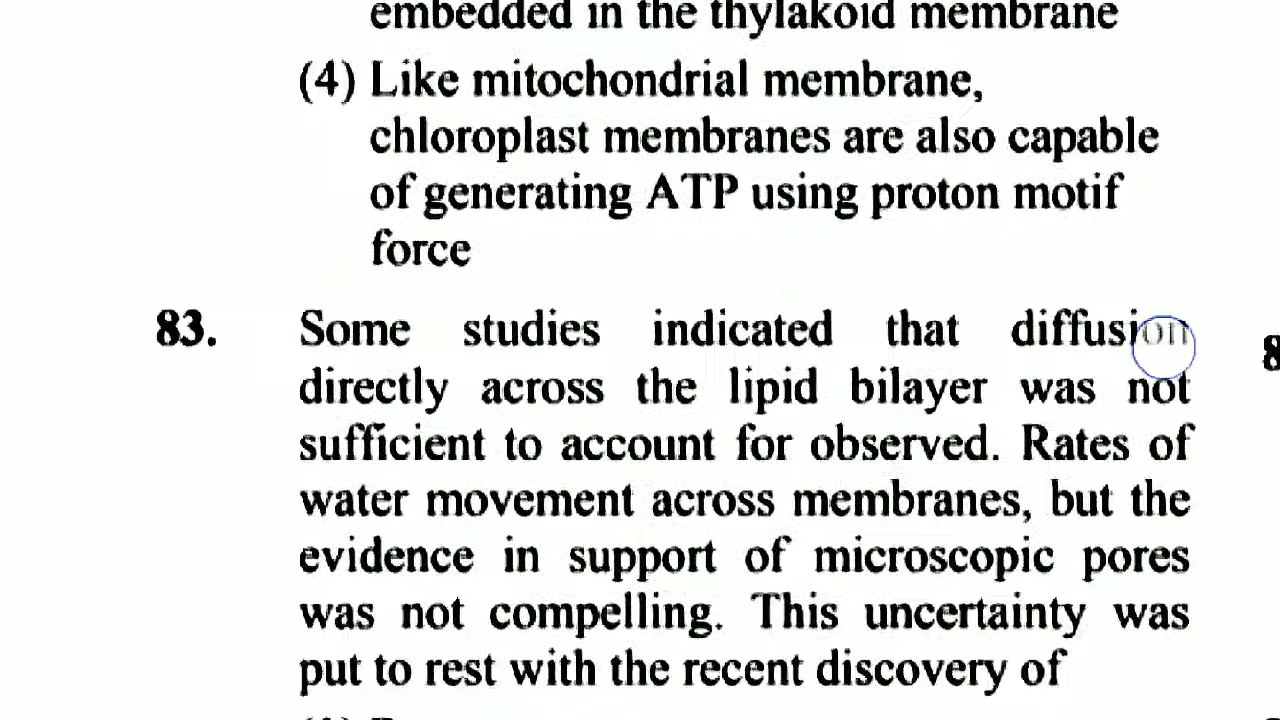 embedded in the thylakoid membrane
(4) Like mitochondrial membrane,
chloroplast membranes are also capable
of generating ATP using proton motif
force
83. Some studies indicated that diffusion
directly across the lipid bilayer was not
sufficient to account for observed. Rates of
water movement across membranes, but the
evidence in support of microscopic pores
was not compelling. This uncertainty was
put to rest with the recent discovery of